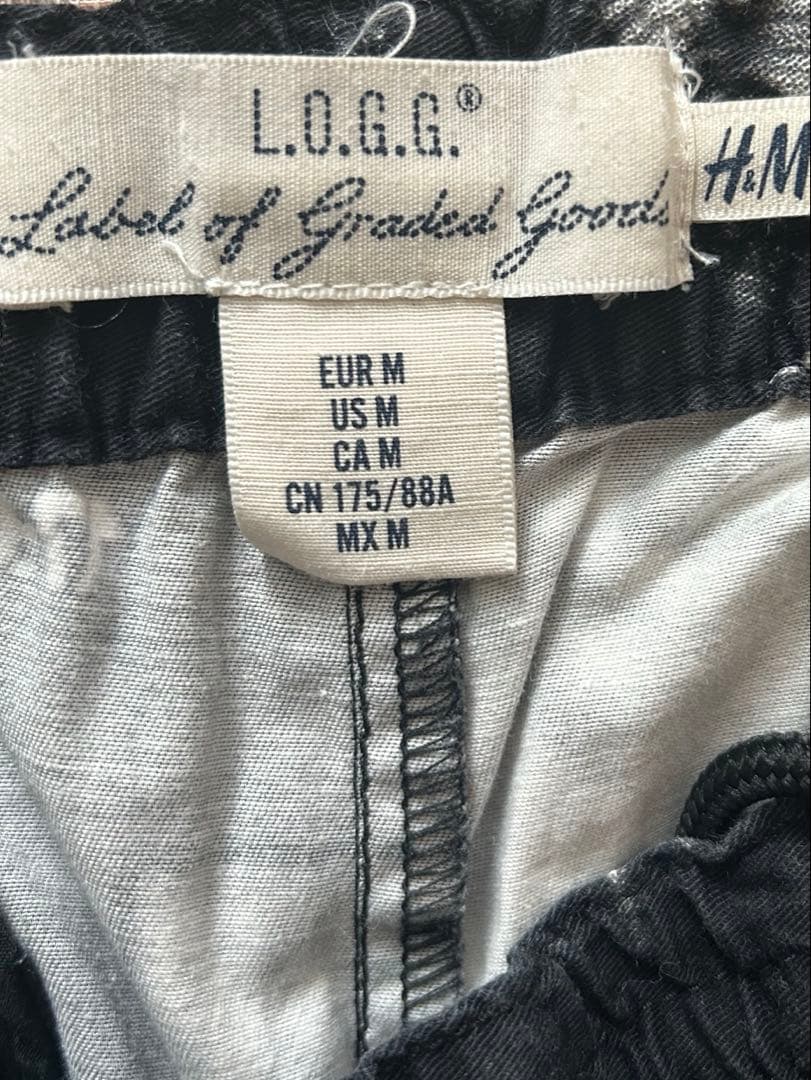 L.O.G.G.®
Label of Graded Goods
H&M
EUR M
US M
CA M
CN 175/88A
MX M